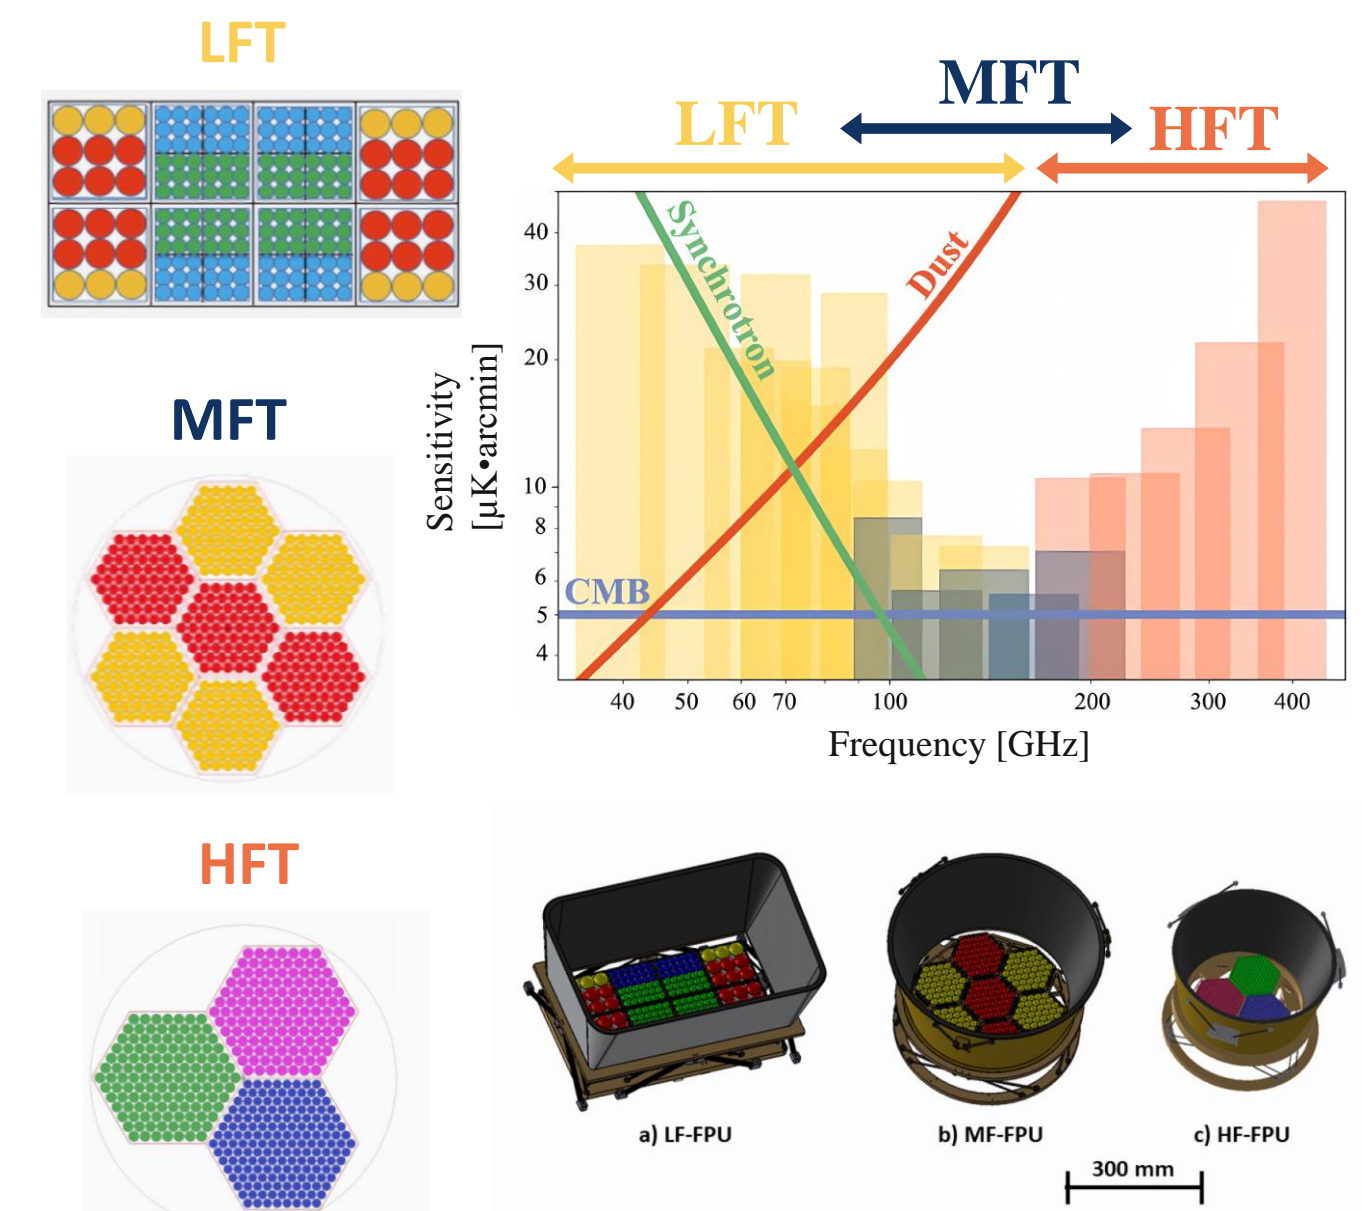 LFT
MFT
HFT
LFT
MFT
HFT
Synchrotron
Dust
CMB
Sensitivity
[µK•arcmin]
40
30
20
10
8
6
5
4
40 50 60 70 100 200 300 400
Frequency [GHz]
a) LF-FPU b) MF-FPU c) HF-FPU
300 mm